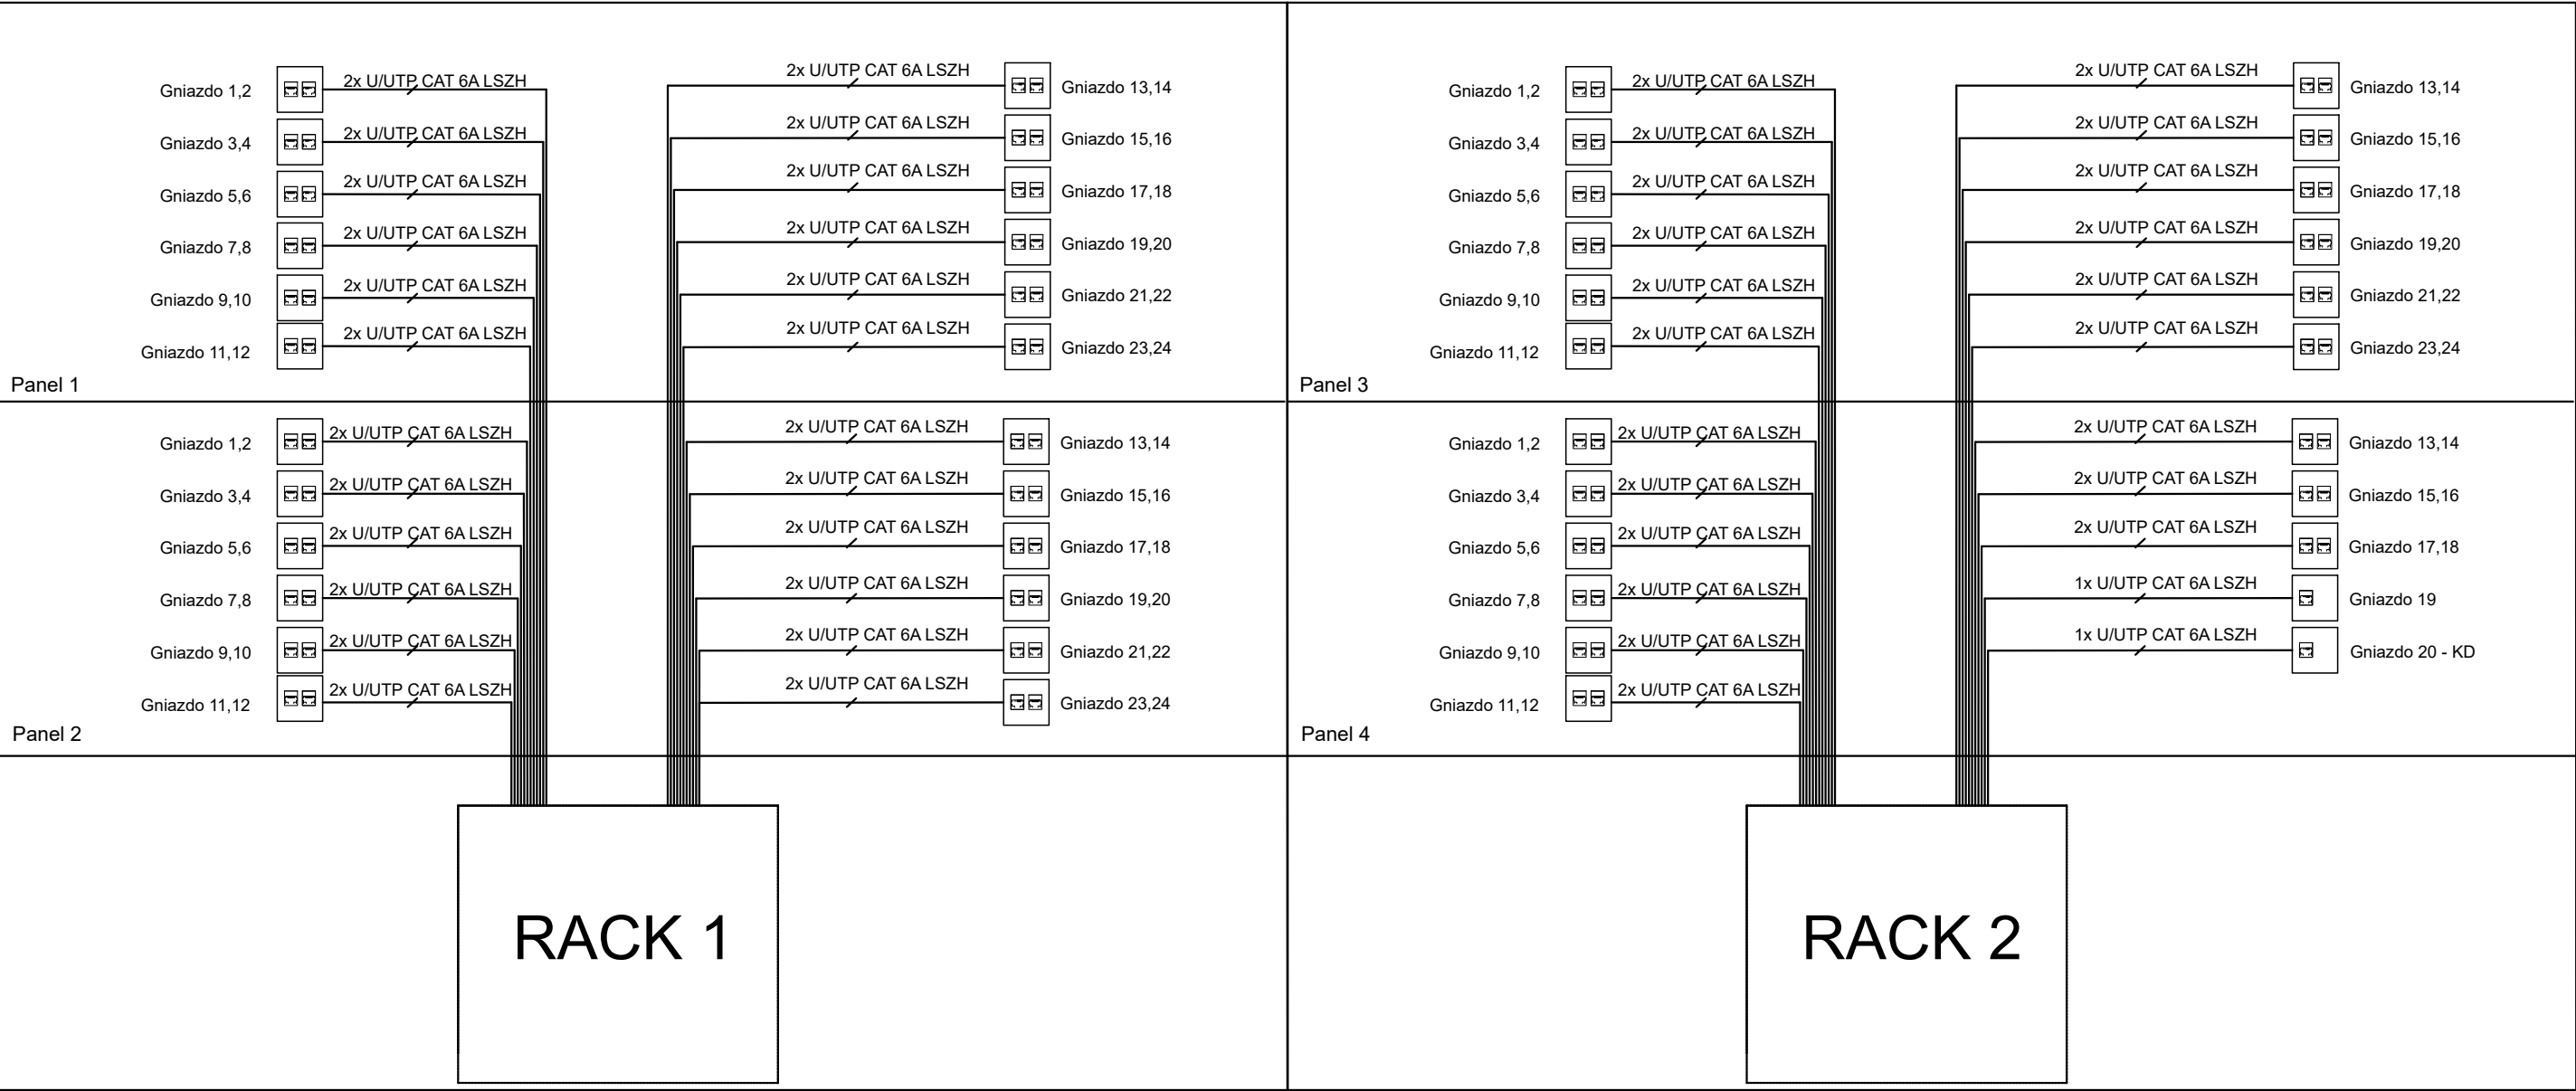 Gniazdo 1,2
2x U/UTP CAT 6A LSZH
2x U/UTP CAT 6A LSZH
Gniazdo 13,14
Gniazdo 3,4
2x U/UTP CAT 6A LSZH
2x U/UTP CAT 6A LSZH
Gniazdo 15,16
Gniazdo 5,6
2x U/UTP CAT 6A LSZH
2x U/UTP CAT 6A LSZH
Gniazdo 17,18
Gniazdo 7,8
2x U/UTP CAT 6A LSZH
2x U/UTP CAT 6A LSZH
Gniazdo 19,20
Gniazdo 9,10
2x U/UTP CAT 6A LSZH
2x U/UTP CAT 6A LSZH
Gniazdo 21,22
Gniazdo 11,12
2x U/UTP CAT 6A LSZH
2x U/UTP CAT 6A LSZH
Gniazdo 23,24
Panel 1
Gniazdo 1,2
2x U/UTP CAT 6A LSZH
2x U/UTP CAT 6A LSZH
Gniazdo 13,14
Gniazdo 3,4
2x U/UTP CAT 6A LSZH
2x U/UTP CAT 6A LSZH
Gniazdo 15,16
Gniazdo 5,6
2x U/UTP CAT 6A LSZH
2x U/UTP CAT 6A LSZH
Gniazdo 17,18
Gniazdo 7,8
2x U/UTP CAT 6A LSZH
2x U/UTP CAT 6A LSZH
Gniazdo 19,20
Gniazdo 9,10
2x U/UTP CAT 6A LSZH
2x U/UTP CAT 6A LSZH
Gniazdo 21,22
Gniazdo 11,12
2x U/UTP CAT 6A LSZH
2x U/UTP CAT 6A LSZH
Gniazdo 23,24
Panel 2
RACK 1
Gniazdo 1,2
2x U/UTP CAT 6A LSZH
2x U/UTP CAT 6A LSZH
Gniazdo 13,14
Gniazdo 3,4
2x U/UTP CAT 6A LSZH
2x U/UTP CAT 6A LSZH
Gniazdo 15,16
Gniazdo 5,6
2x U/UTP CAT 6A LSZH
2x U/UTP CAT 6A LSZH
Gniazdo 17,18
Gniazdo 7,8
2x U/UTP CAT 6A LSZH
2x U/UTP CAT 6A LSZH
Gniazdo 19,20
Gniazdo 9,10
2x U/UTP CAT 6A LSZH
2x U/UTP CAT 6A LSZH
Gniazdo 21,22
Gniazdo 11,12
2x U/UTP CAT 6A LSZH
2x U/UTP CAT 6A LSZH
Gniazdo 23,24
Panel 3
Gniazdo 1,2
2x U/UTP CAT 6A LSZH
2x U/UTP CAT 6A LSZH
Gniazdo 13,14
Gniazdo 3,4
2x U/UTP CAT 6A LSZH
2x U/UTP CAT 6A LSZH
Gniazdo 15,16
Gniazdo 5,6
2x U/UTP CAT 6A LSZH
2x U/UTP CAT 6A LSZH
Gniazdo 17,18
Gniazdo 7,8
2x U/UTP CAT 6A LSZH
1x U/UTP CAT 6A LSZH
Gniazdo 19
Gniazdo 9,10
2x U/UTP CAT 6A LSZH
1x U/UTP CAT 6A LSZH
Gniazdo 20 - KD
Gniazdo 11,12
2x U/UTP CAT 6A LSZH
Panel 4
RACK 2